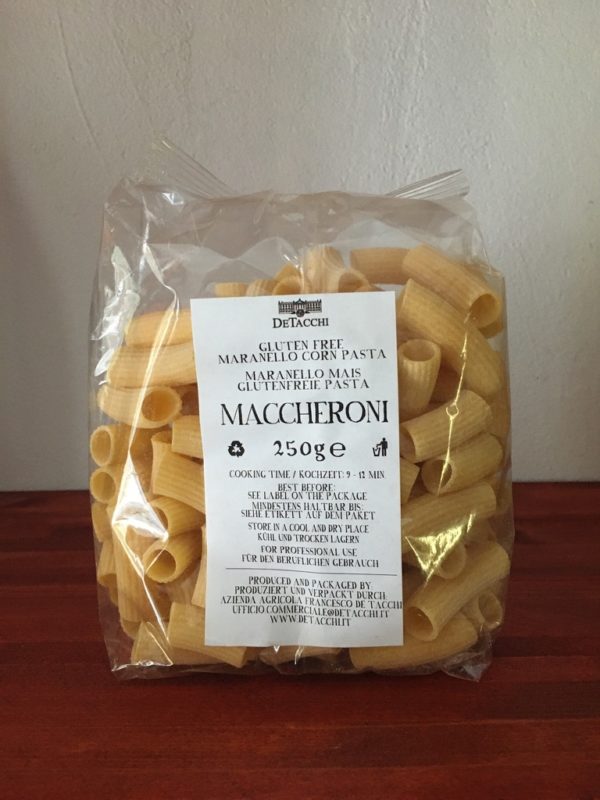 DETACCHI
GLUTEN FREE
MARANELLO CORN PASTA
MARANELLO MAIS
GLUTENFREIE PASTA
MACCHERONI
250g e
COOKING TIME / KOCHZEIT: 9 - 12 MIN.
BEST BEFORE:
SEE LABEL ON THE PACKAGE
MINDESTENS HALTBAR BIS:
SIEHE ETIKETT AUF DEM PAKET
STORE IN A COOL AND DRY PLACE
KÜHL UND TROCKEN LAGERN
FOR PROFESSIONAL USE
FÜR DEN BERUFLICHEN GEBRAUCH
PRODUCED AND PACKAGED BY:
PRODUZIERT UND VERPACKT DURCH:
AZIENDA AGRICOLA FRANCESCO DE TACCHI
UFFICIO.COMMERCIALE@DETACCHI.IT
WWW.DETACCHI.IT